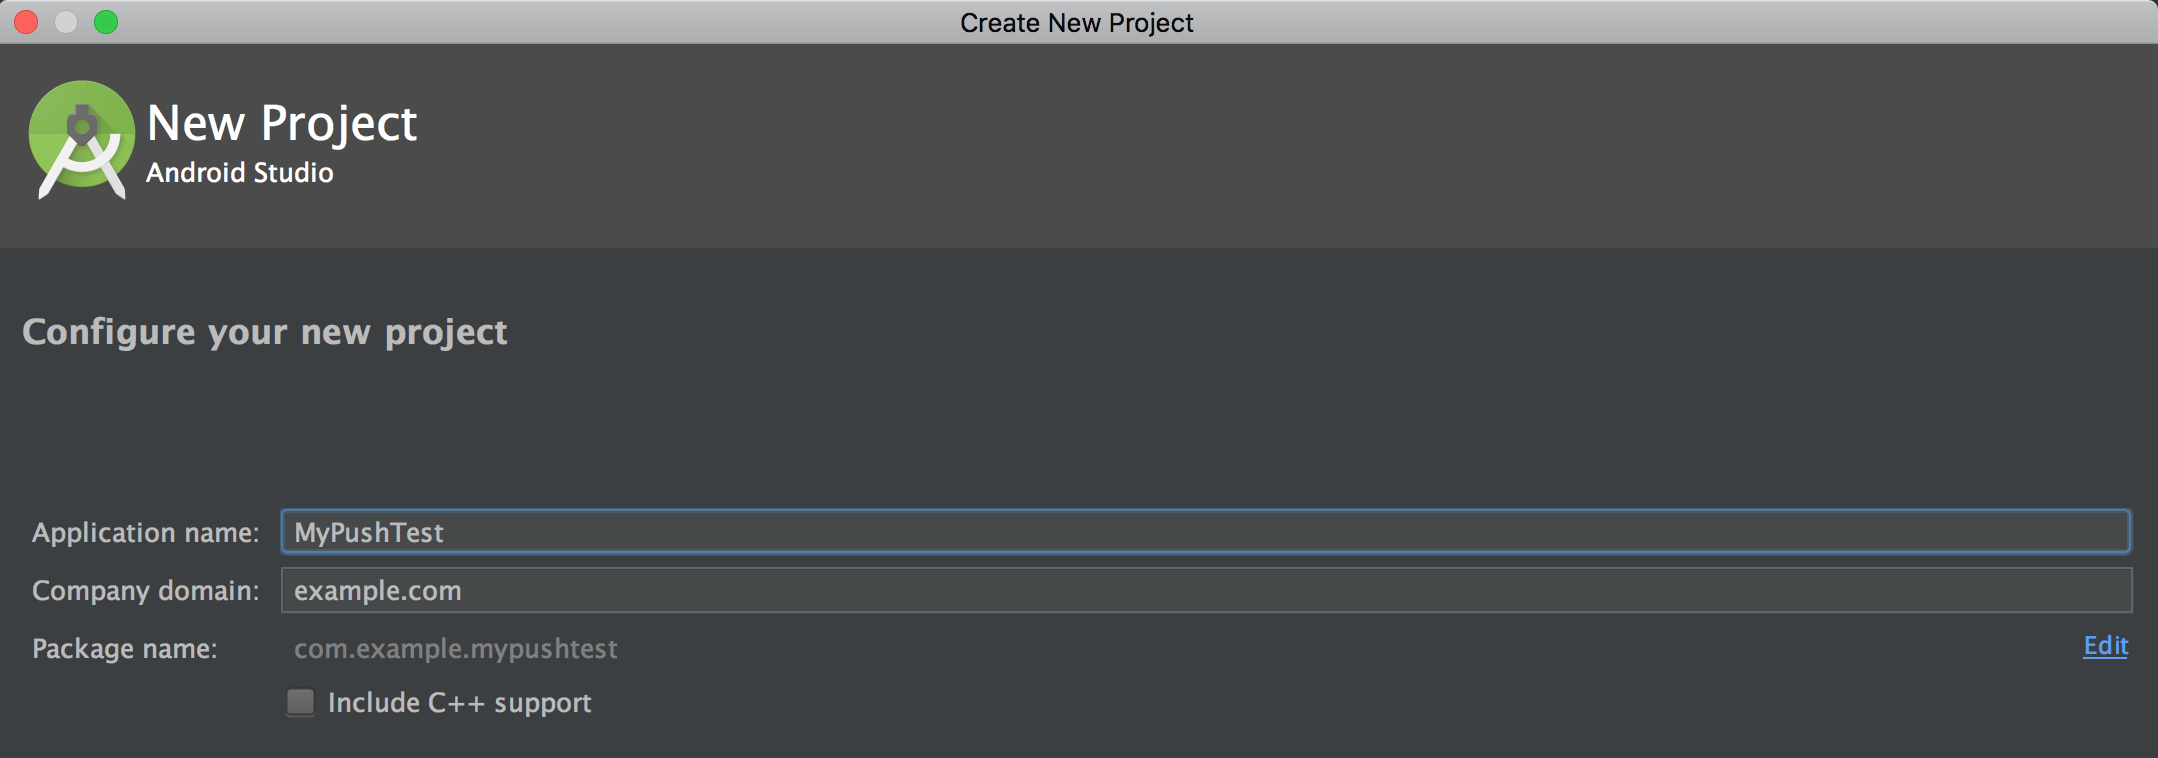 Create New Project
New Project
Android Studio
Configure your new project
Application name: MyPushTest
Company domain: example.com
Package name: com.example.mypushtest Edit
Include C++ support